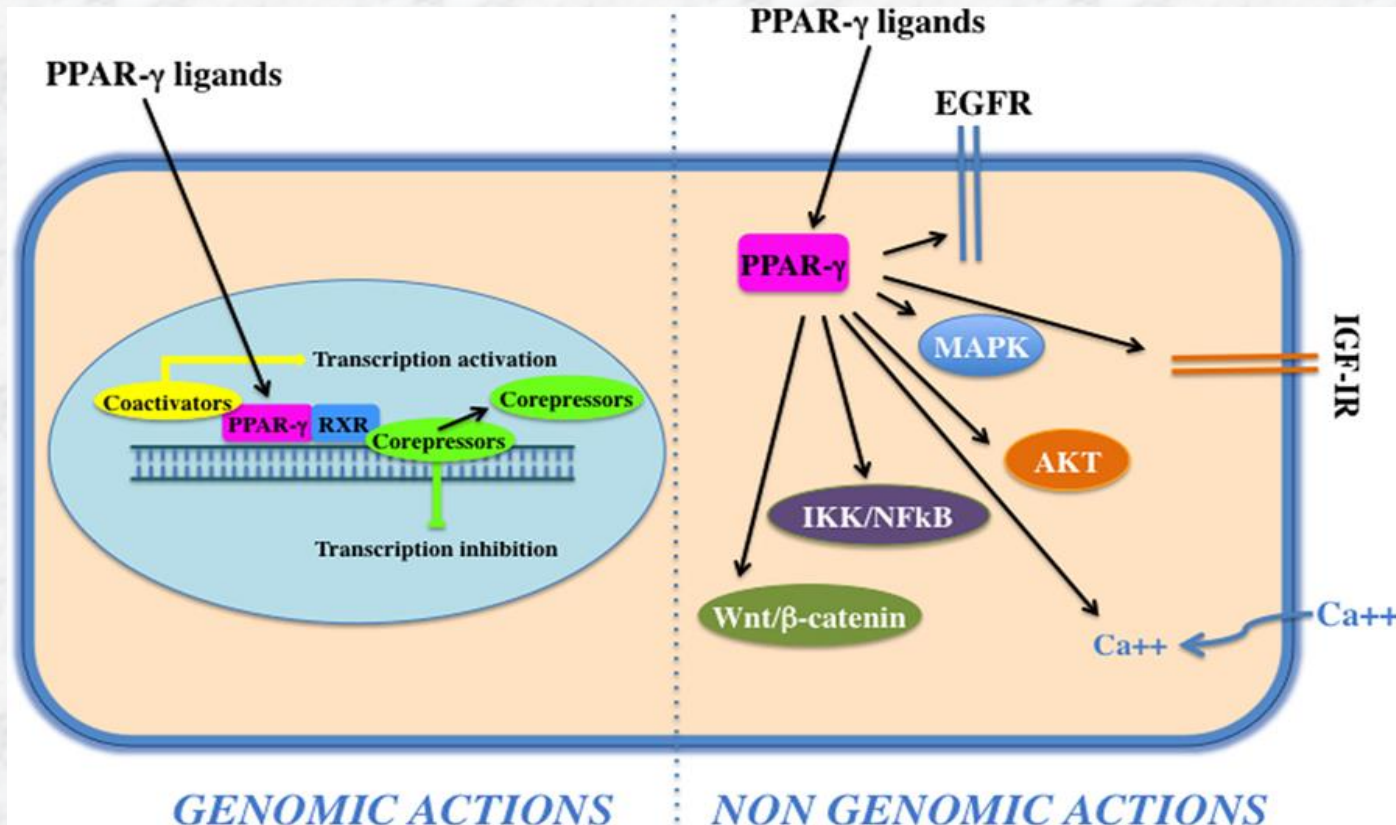 PPAR-γ ligands
Transcription activation
Coactivators
PPAR-γ
RXR
Corepressors
Corepressors
Transcription inhibition
GENOMIC ACTIONS
PPAR-γ ligands
EGFR
PPAR-γ
MAPK
IGF-IR
AKT
IKK/NFkB
Wnt/β-catenin
Ca++
Ca++
NON GENOMIC ACTIONS